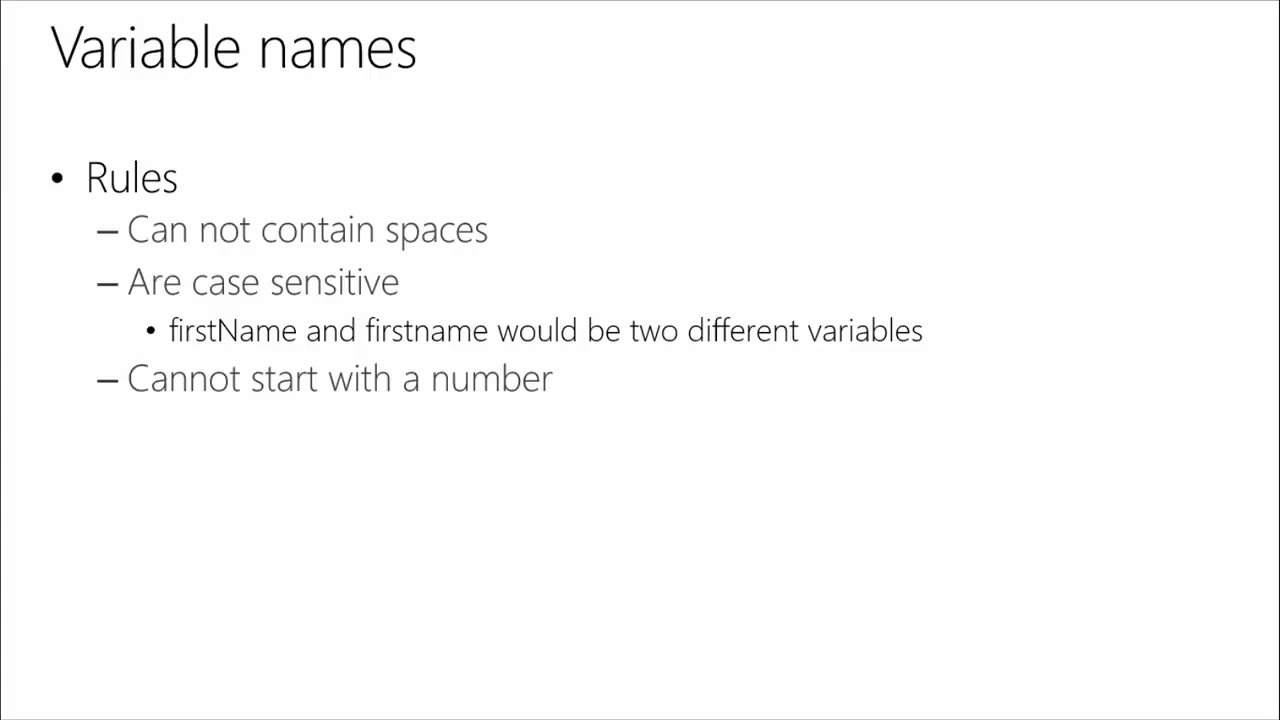 Variable names
• Rules
– Can not contain spaces
– Are case sensitive
• firstName and firstname would be two different variables
– Cannot start with a number